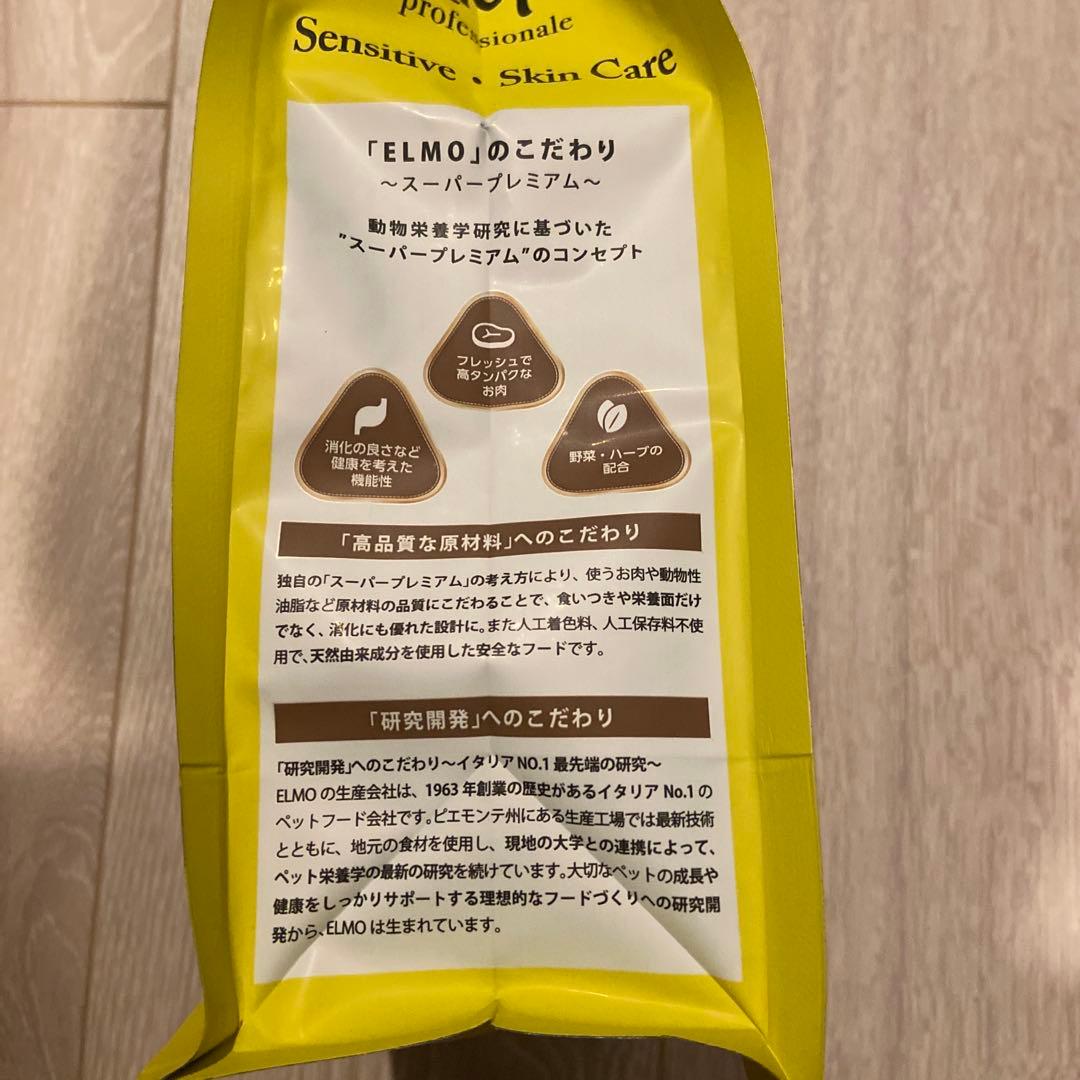 professionale
Sensitive • Skin Care
「ELMO」のこだわり
～スーパープレミアム～
動物栄養学研究に基づいた
"スーパープレミアム"のコンセプト
フレッシュで
高タンパクな
お肉
消化の良さなど
健康を考えた
機能性
野菜・ハーブの
配合
「高品質な原材料」へのこだわり
独自の「スーパープレミアム」の考え方により、使うお肉や動物性
油脂など原材料の品質にこだわることで、食いつきや栄養面だけ
でなく、消化にも優れた設計に。また人工着色料、人工保存料不使
用で、天然由来成分を使用した安全なフードです。
「研究開発」へのこだわり
「研究開発」へのこだわり～イタリア NO.1 最先端の研究～
ELMO の生産会社は、1963 年創業の歴史があるイタリア No.1 の
ペットフード会社です。ピエモンテ州にある生産工場では最新技術
とともに、地元の食材を使用し、現地の大学との連携によって、
ペット栄養学の最新の研究を続けています。大切なペットの成長や
健康をしっかりサポートする理想的なフードづくりへの研究開
発から、ELMO は生まれています。